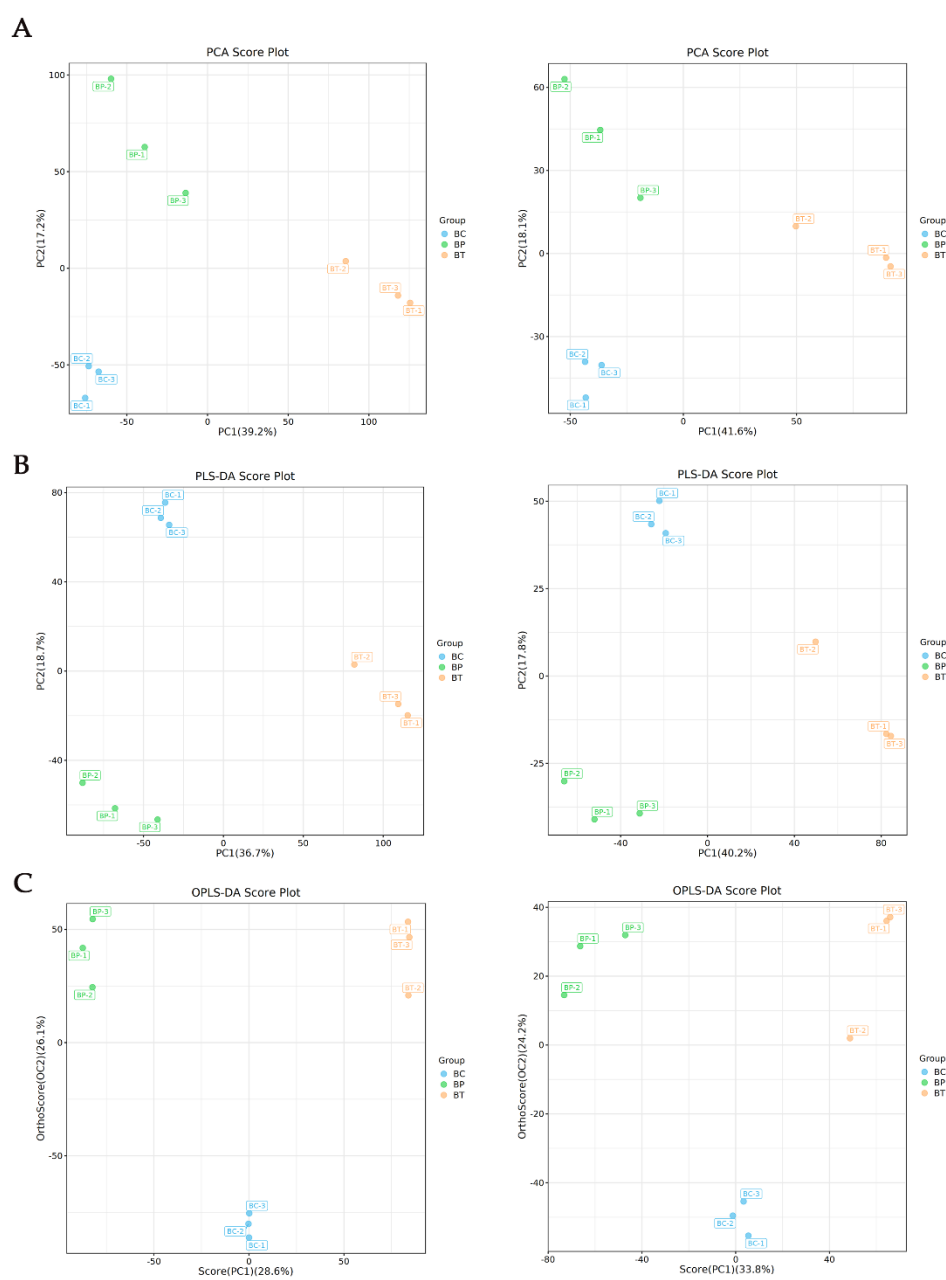 A
PCA Score Plot
100
50
0
-50
PC2(17.2%)
BP-2
BP-1
BP-3
BT-2
BT-3
BT-1
BC-2
BC-3
BC-1
-50
0
50
100
PC1(39.2%)
Group
BC
BP
BT
PCA Score Plot
60
30
0
-30
PC2(18.1%)
BP-2
BP-1
BP-3
BT-2
BT-1
BT-3
BC-2
BC-3
BC-1
-50
0
50
PC1(41.6%)
Group
BC
BP
BT
B
PLS-DA Score Plot
80
40
0
-40
PC2(18.7%)
BC-1
BC-2
BC-3
BT-2
BT-3
BT-1
BP-2
BP-1
BP-3
-50
0
50
100
PC1(36.7%)
Group
BC
BP
BT
PLS-DA Score Plot
50
25
0
-25
PC2(17.8%)
BC-1
BC-2
BC-3
BT-2
BT-1
BT-3
BP-2
BP-1
BP-3
-40
0
40
80
PC1(40.2%)
Group
BC
BP
BT
C
OPLS-DA Score Plot
50
0
-50
OrthoScore(OC2)(26.1%)
BP-3
BP-1
BP-2
BT-1
BT-3
BT-2
BC-3
BC-2
BC-1
-50
0
50
Score(PC1)(28.6%)
Group
BC
BP
BT
OPLS-DA Score Plot
40
20
0
-20
-40
OrthoScore(OC2)(24.2%)
BT-3
BT-1
BP-3
BP-1
BP-2
BT-2
BC-3
BC-2
BC-1
-80
-40
0
40
Score(PC1)(33.8%)
Group
BC
BP
BT